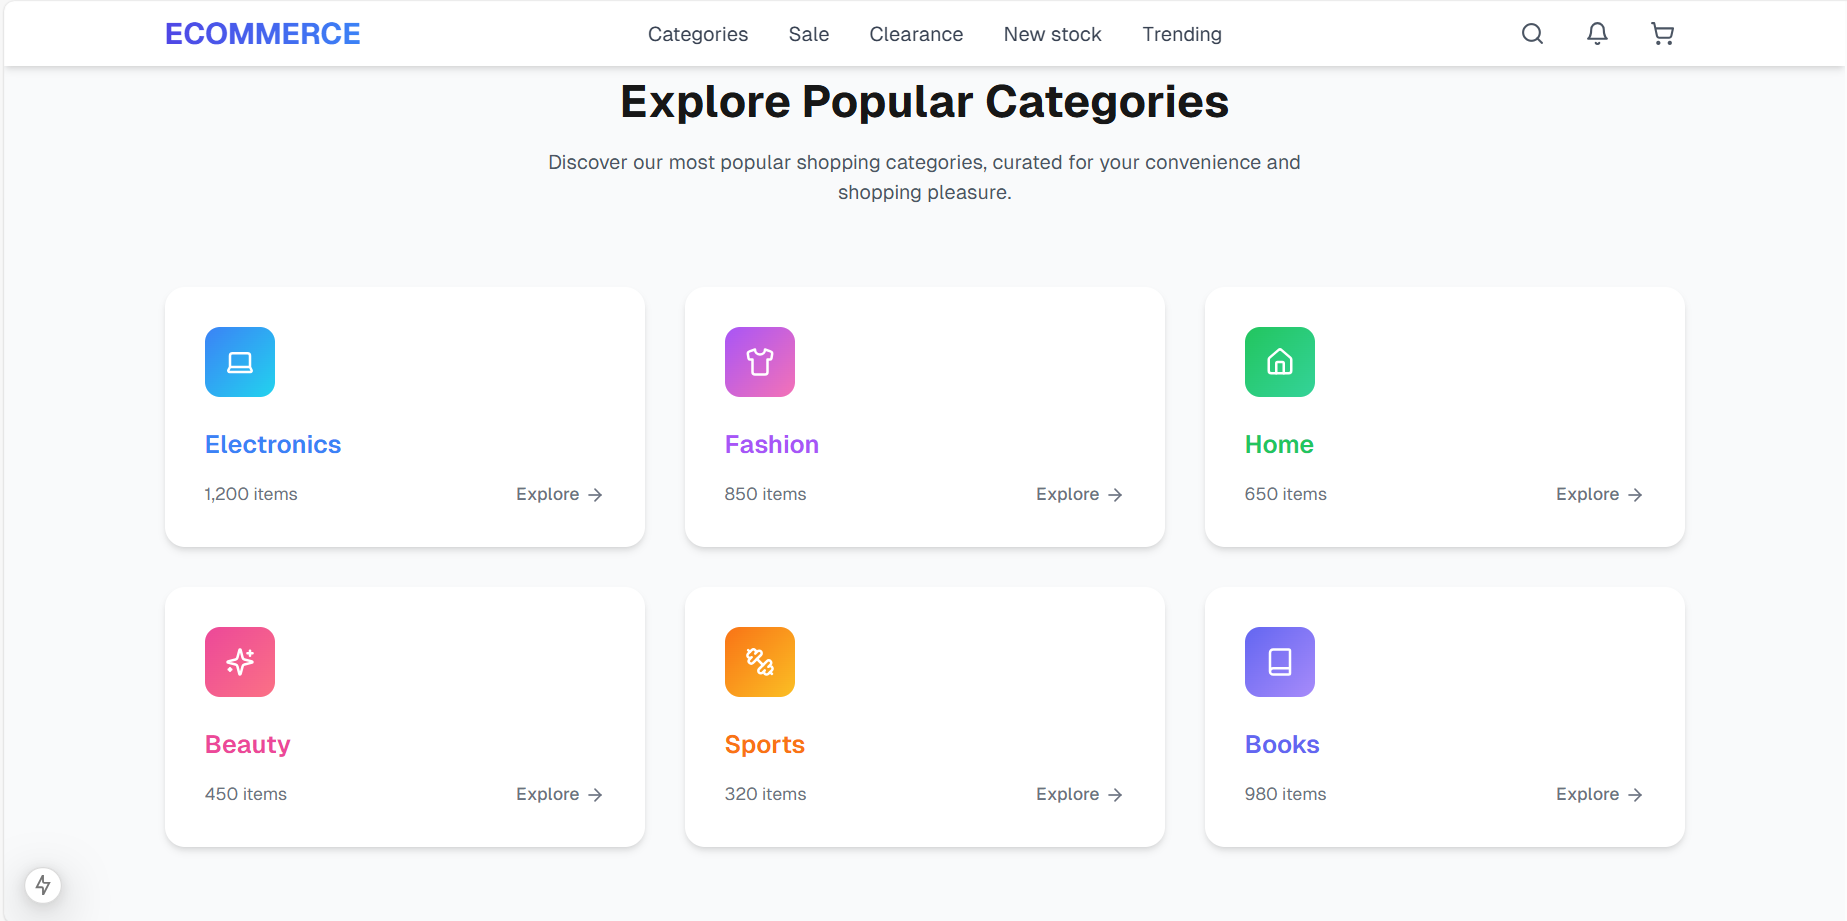 ECOMMERCE
Categories
Sale
Clearance
New stock
Trending
Explore Popular Categories
Discover our most popular shopping categories, curated for your convenience and
shopping pleasure.
Electronics
1,200 items
Explore
Fashion
850 items
Explore
Home
650 items
Explore
Beauty
450 items
Explore
Sports
320 items
Explore
Books
980 items
Explore